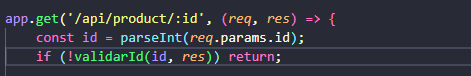 app.get('/api/product/:id', (req, res) => {
const id = parseInt(req.params.id);
if (!validarId(id, res)) return;